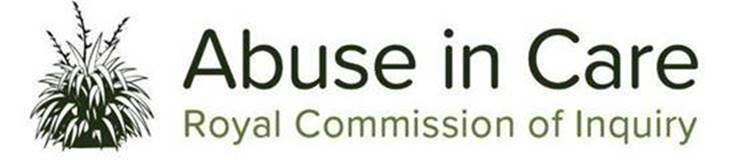 Abuse in Care
Royal Commission of Inquiry